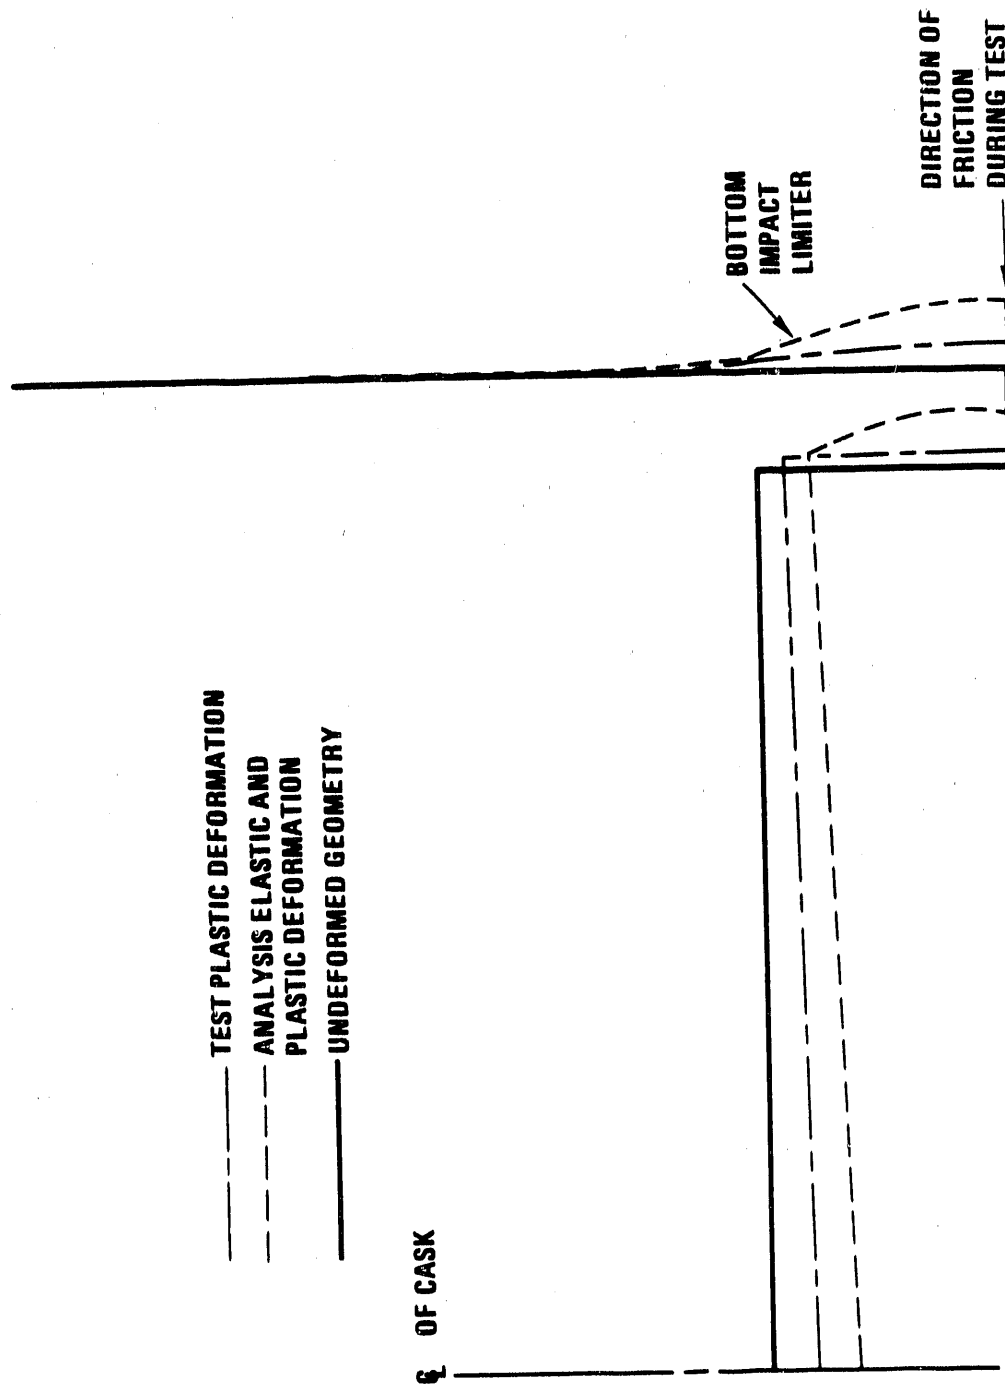 TEST PLASTIC DEFORMATION
ANALYSIS ELASTIC AND
PLASTIC DEFORMATION
UNDEFORMED GEOMETRY
℄ OF CASK
BOTTOM
IMPACT
LIMITER
DIRECTION OF
FRICTION
DURING TEST